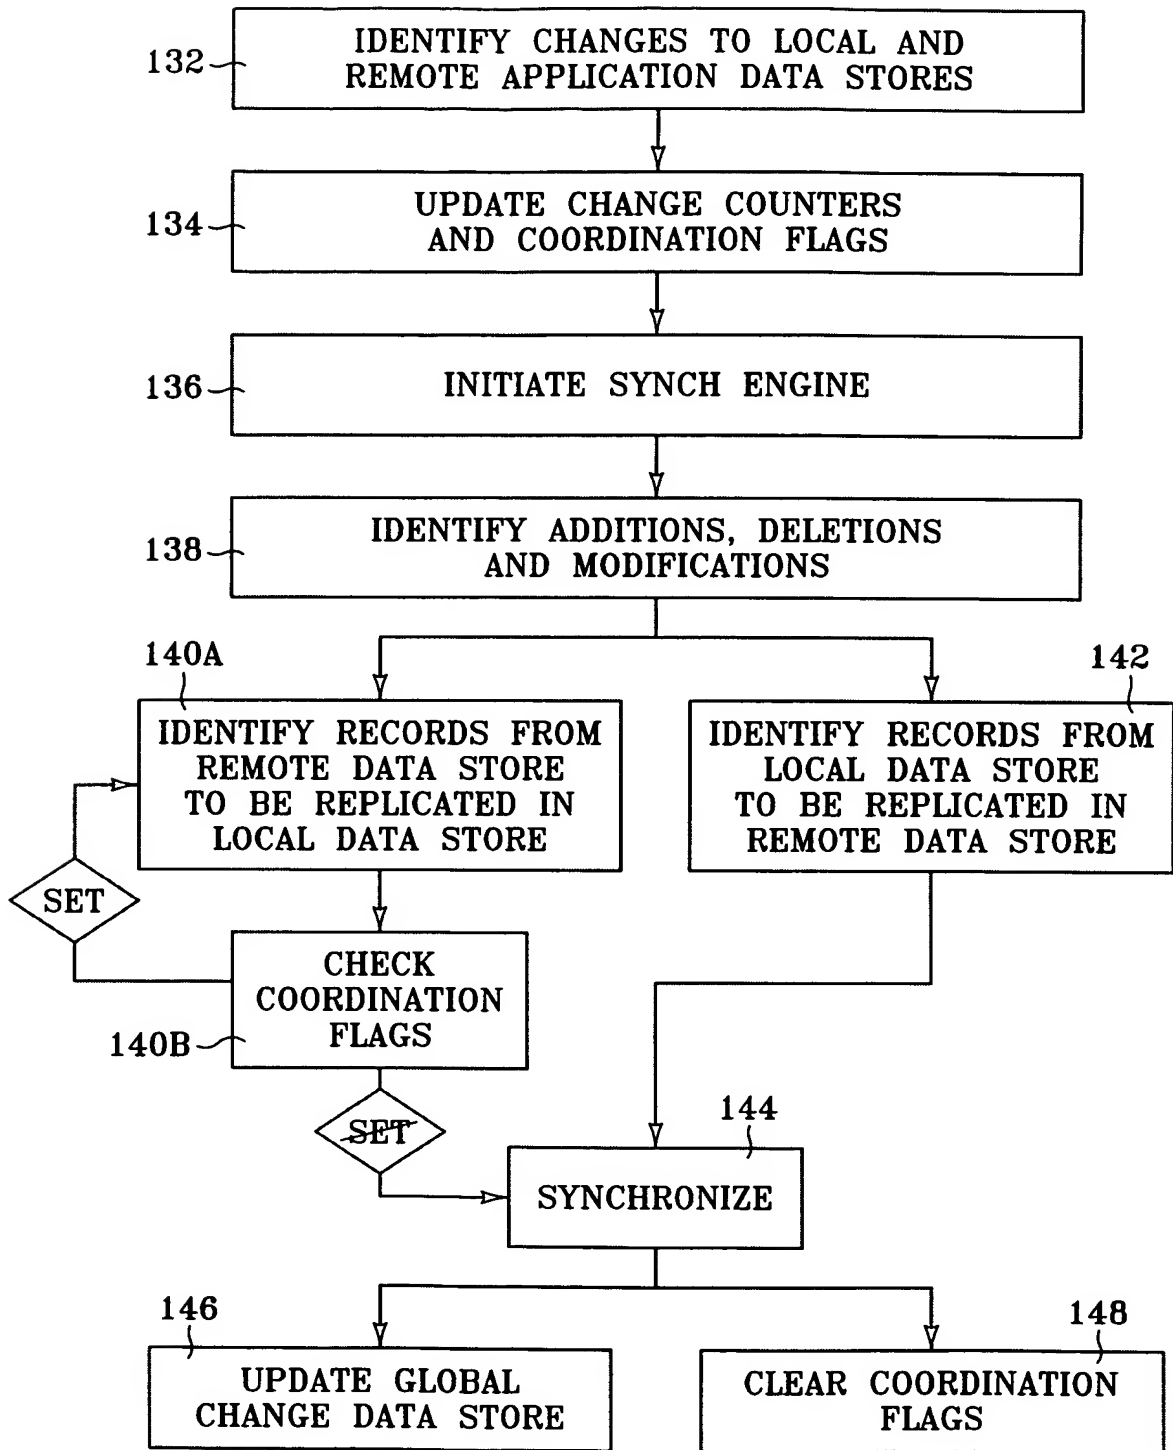 132
IDENTIFY CHANGES TO LOCAL AND
REMOTE APPLICATION DATA STORES
134
UPDATE CHANGE COUNTERS
AND COORDINATION FLAGS
136
INITIATE SYNCH ENGINE
138
IDENTIFY ADDITIONS, DELETIONS
AND MODIFICATIONS
140A
IDENTIFY RECORDS FROM
REMOTE DATA STORE
TO BE REPLICATED IN
LOCAL DATA STORE
142
IDENTIFY RECORDS FROM
LOCAL DATA STORE
TO BE REPLICATED IN
REMOTE DATA STORE
SET
CHECK
COORDINATION
FLAGS
140B
SET
144
SYNCHRONIZE
146
UPDATE GLOBAL
CHANGE DATA STORE
148
CLEAR COORDINATION
FLAGS